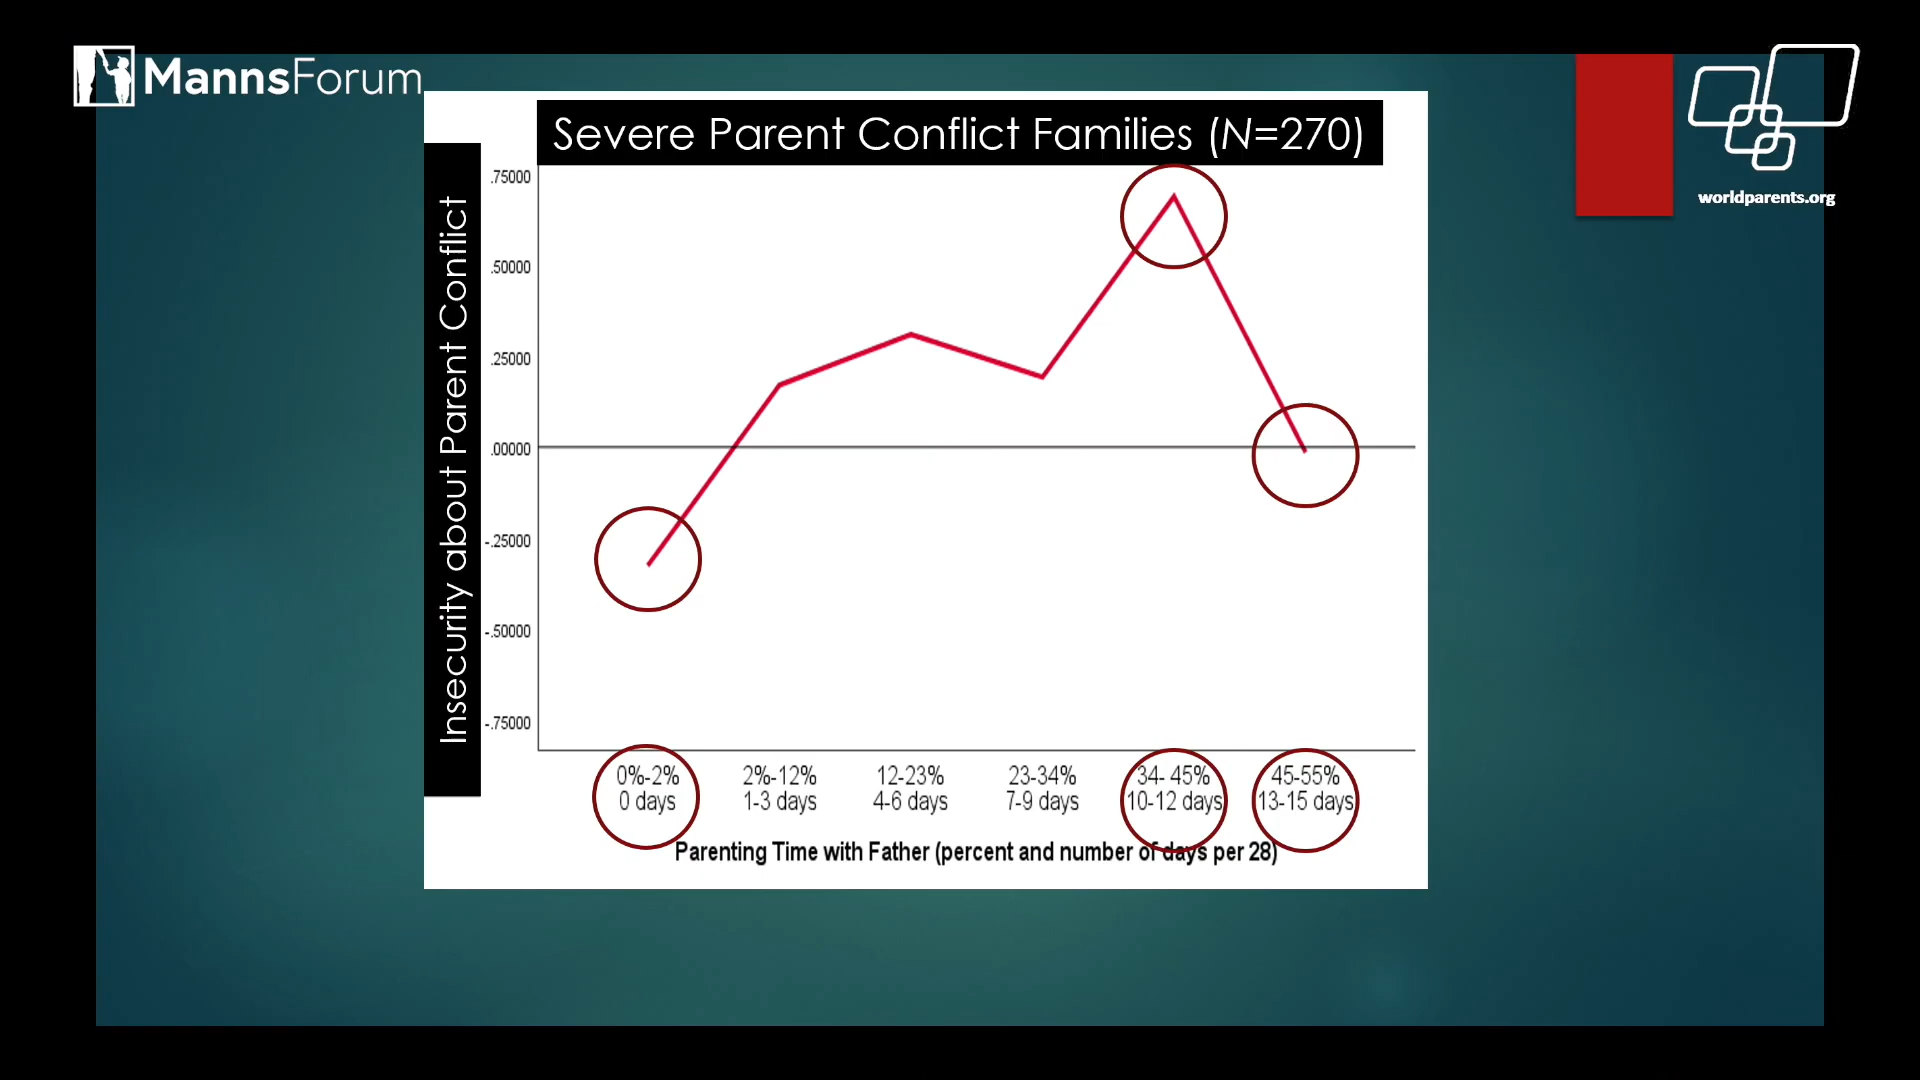 MannsForum
worldparents.org
Severe Parent Conflict Families (N=270)
Insecurity about Parent Conflict
.75000
.50000
.25000
.00000
-.25000
-.50000
-.75000
0%-2% 2%-12% 12-23% 23-34% 34- 45% 45-55%
0 days 1-3 days 4-6 days 7-9 days 10-12 days 13-15 days
Parenting Time with Father (percent and number of days per 28)